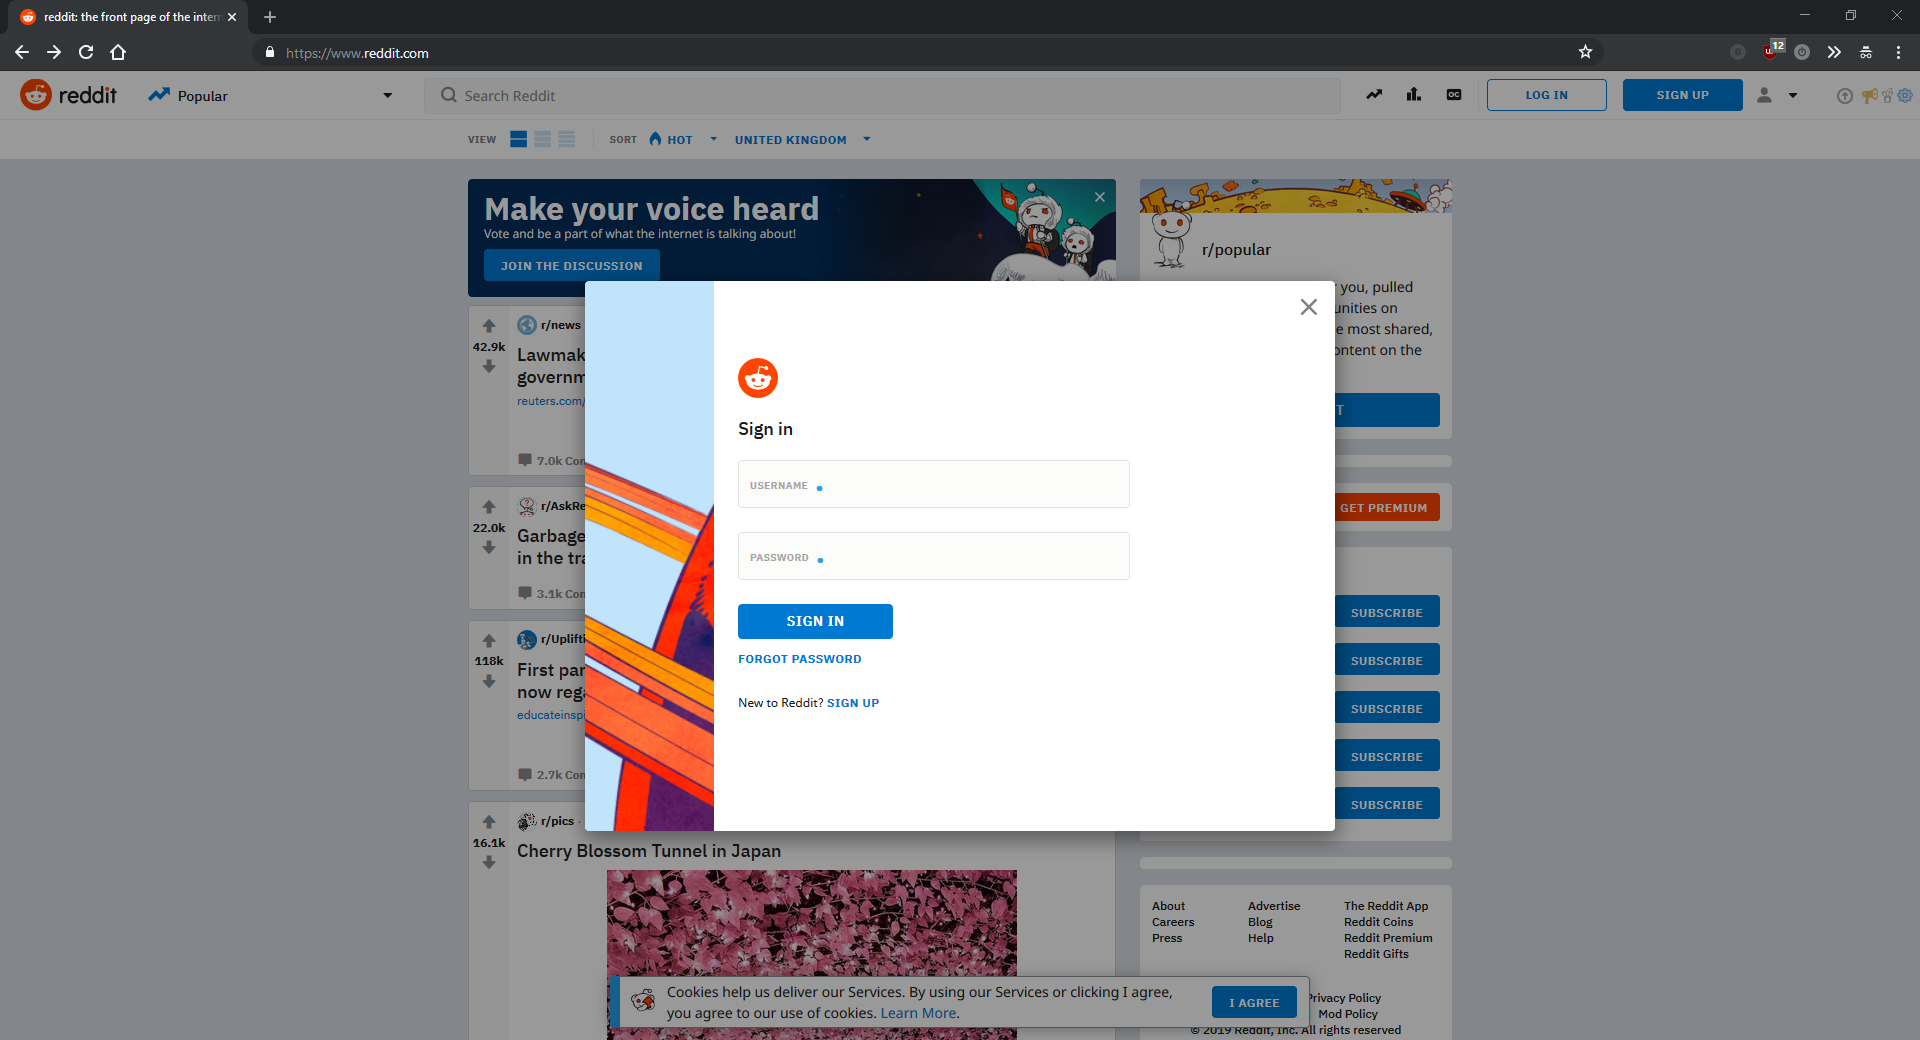 reddit: the front page of the inter
https://www.reddit.com
12
reddit
Popular
Search Reddit
OC
LOG IN
SIGN UP
VIEW
SORT
HOT
UNITED KINGDOM
Make your voice heard
Vote and be a part of what the internet is talking about!
JOIN THE DISCUSSION
r/popular
you, pulled
unities on
e most shared,
ontent on the
T
r/news
42.9k
Lawmak
governm
reuters.com/
7.0k Com
Sign in
USERNAME
PASSWORD
SIGN IN
FORGOT PASSWORD
New to Reddit? SIGN UP
r/AskRe
22.0k
Garbage
in the tra
3.1k Com
GET PREMIUM
r/Uplifti
118k
First par
now rega
educateinspi
2.7k Com
SUBSCRIBE
SUBSCRIBE
SUBSCRIBE
SUBSCRIBE
SUBSCRIBE
r/pics ·
16.1k
Cherry Blossom Tunnel in Japan
About
Careers
Press
Advertise
Blog
Help
The Reddit App
Reddit Coins
Reddit Premium
Reddit Gifts
Privacy Policy
Mod Policy
© 2019 Reddit, Inc. All rights reserved
Cookies help us deliver our Services. By using our Services or clicking I agree,
you agree to our use of cookies. Learn More.
I AGREE